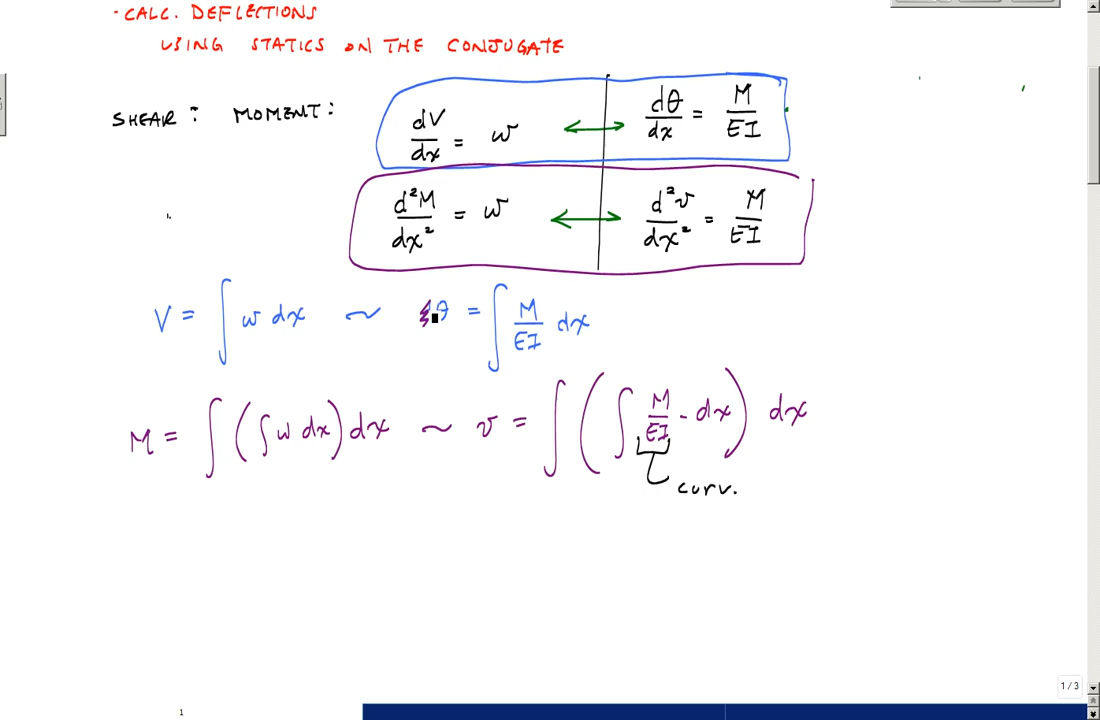 · CALC. DEFLECTIONS
USING STATICS ON THE CONJUGATE
SHEAR : MOMENT :
dV/dx = w ⟷ dθ/dx = M/EI
d²M/dx² = w ⟷ d²v/dx² = M/EI
V = ∫ w dx ~ θ = ∫ M/EI dx
M = ∫ (∫ w dx) dx ~ v = ∫ (∫ M/EI · dx) dx
curv.
1/3
1